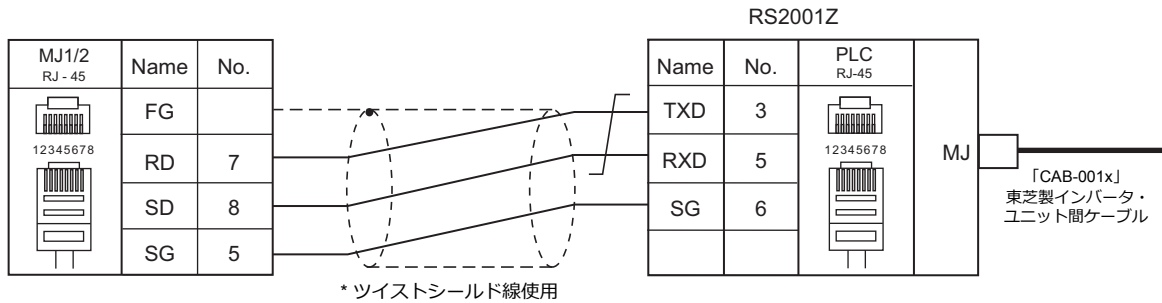 RS2001Z
MJ1/2
RJ - 45
Name
No.
FG
12345678
RD
7
SD
8
SG
5
* ツイストシールド線使用
Name
No.
PLC
RJ-45
TXD
3
12345678
RXD
5
SG
6
MJ
「CAB-001x」
東芝製インバータ・
ユニット間ケーブル